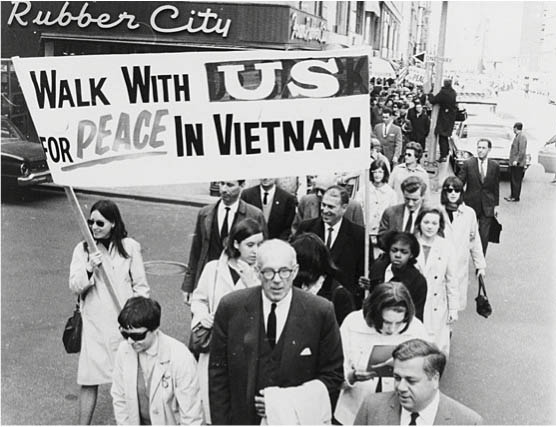 Rubber City
WALK WITH US
FOR PEACE IN VIETNAM